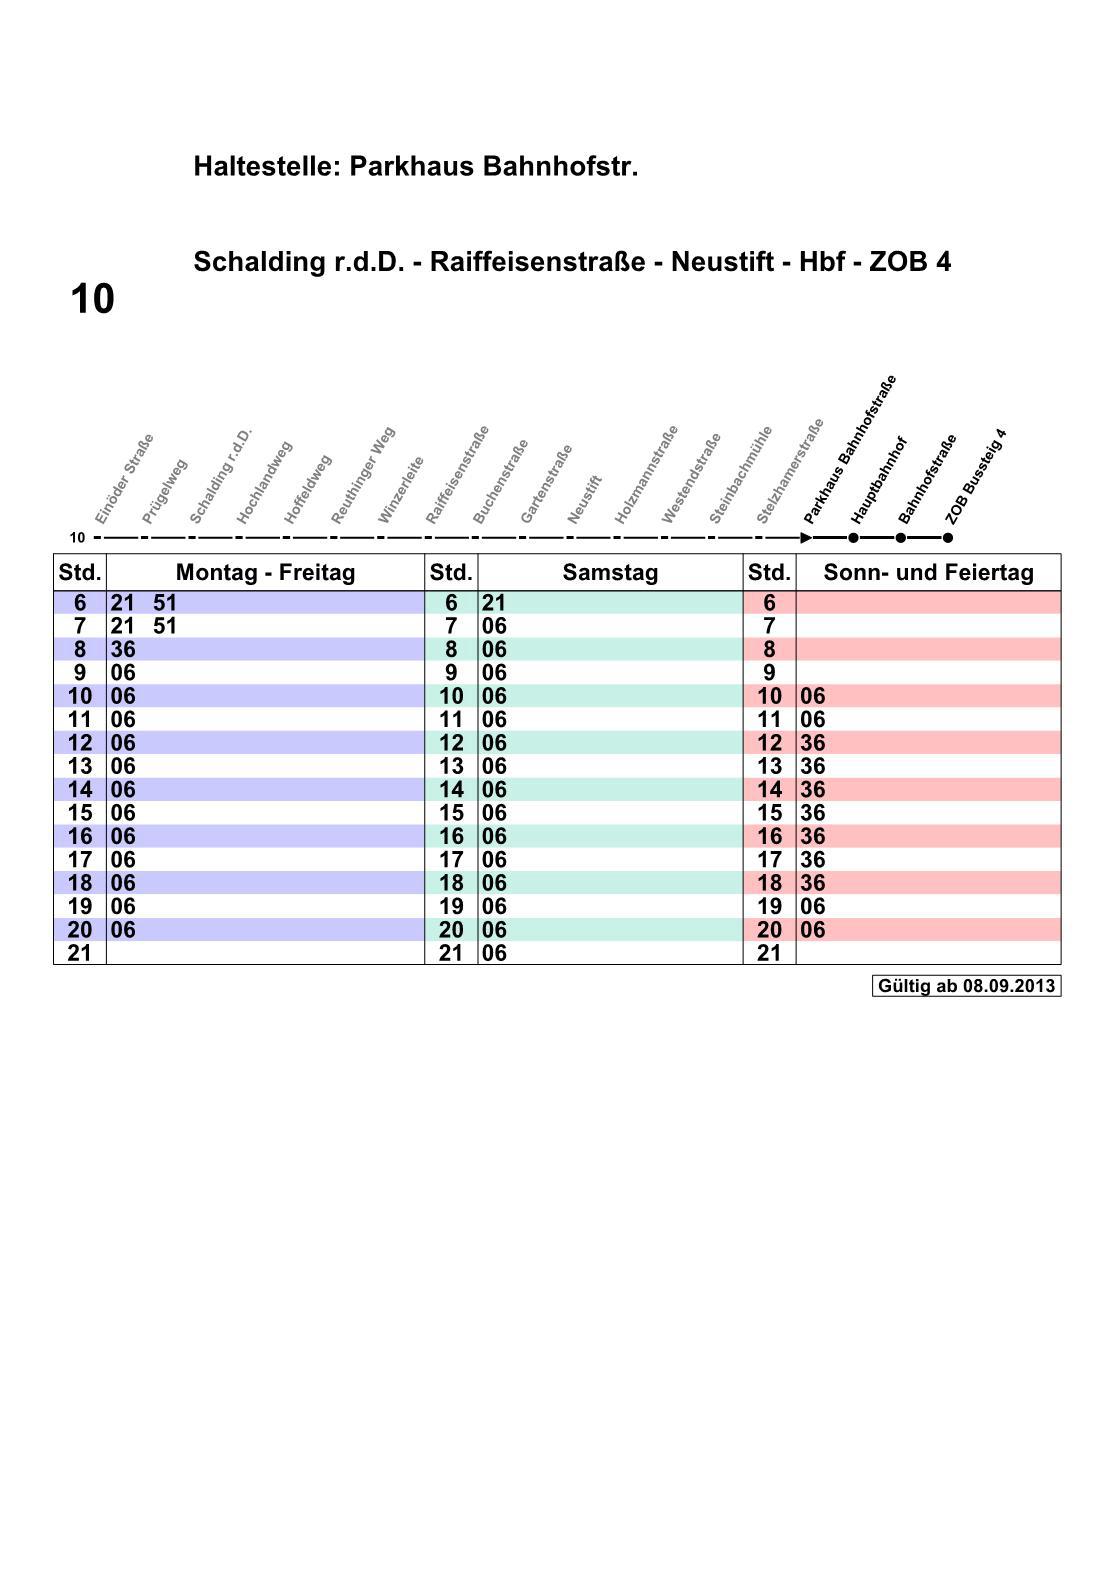 Haltestelle: Parkhaus Bahnhofstr.
Schalding r.d.D. - Raiffeisenstraße - Neustift - Hbf - ZOB 4
10
Einöder Straße
Prügelweg
Schalding r.d.D.
Hochlandweg
Hoffeldweg
Reuthinger Weg
Winzerleite
Raiffeisenstraße
Buchenstraße
Gartenstraße
Neustift
Holzmannstraße
Westendstraße
Steinbachmühle
Stelzhamerstraße
Parkhaus Bahnhofstraße
Hauptbahnhof
Bahnhofstraße
ZOB Bussteig 4
10
Std. Montag - Freitag Std. Samstag Std. Sonn- und Feiertag
6 21 51 6 21 6
7 21 51 7 06 7
8 36 8 06 8
9 06 9 06 9
10 06 10 06 10 06
11 06 11 06 11 06
12 06 12 06 12 36
13 06 13 06 13 36
14 06 14 06 14 36
15 06 15 06 15 36
16 06 16 06 16 36
17 06 17 06 17 36
18 06 18 06 18 36
19 06 19 06 19 06
20 06 20 06 20 06
21 21 06 21
Gültig ab 08.09.2013